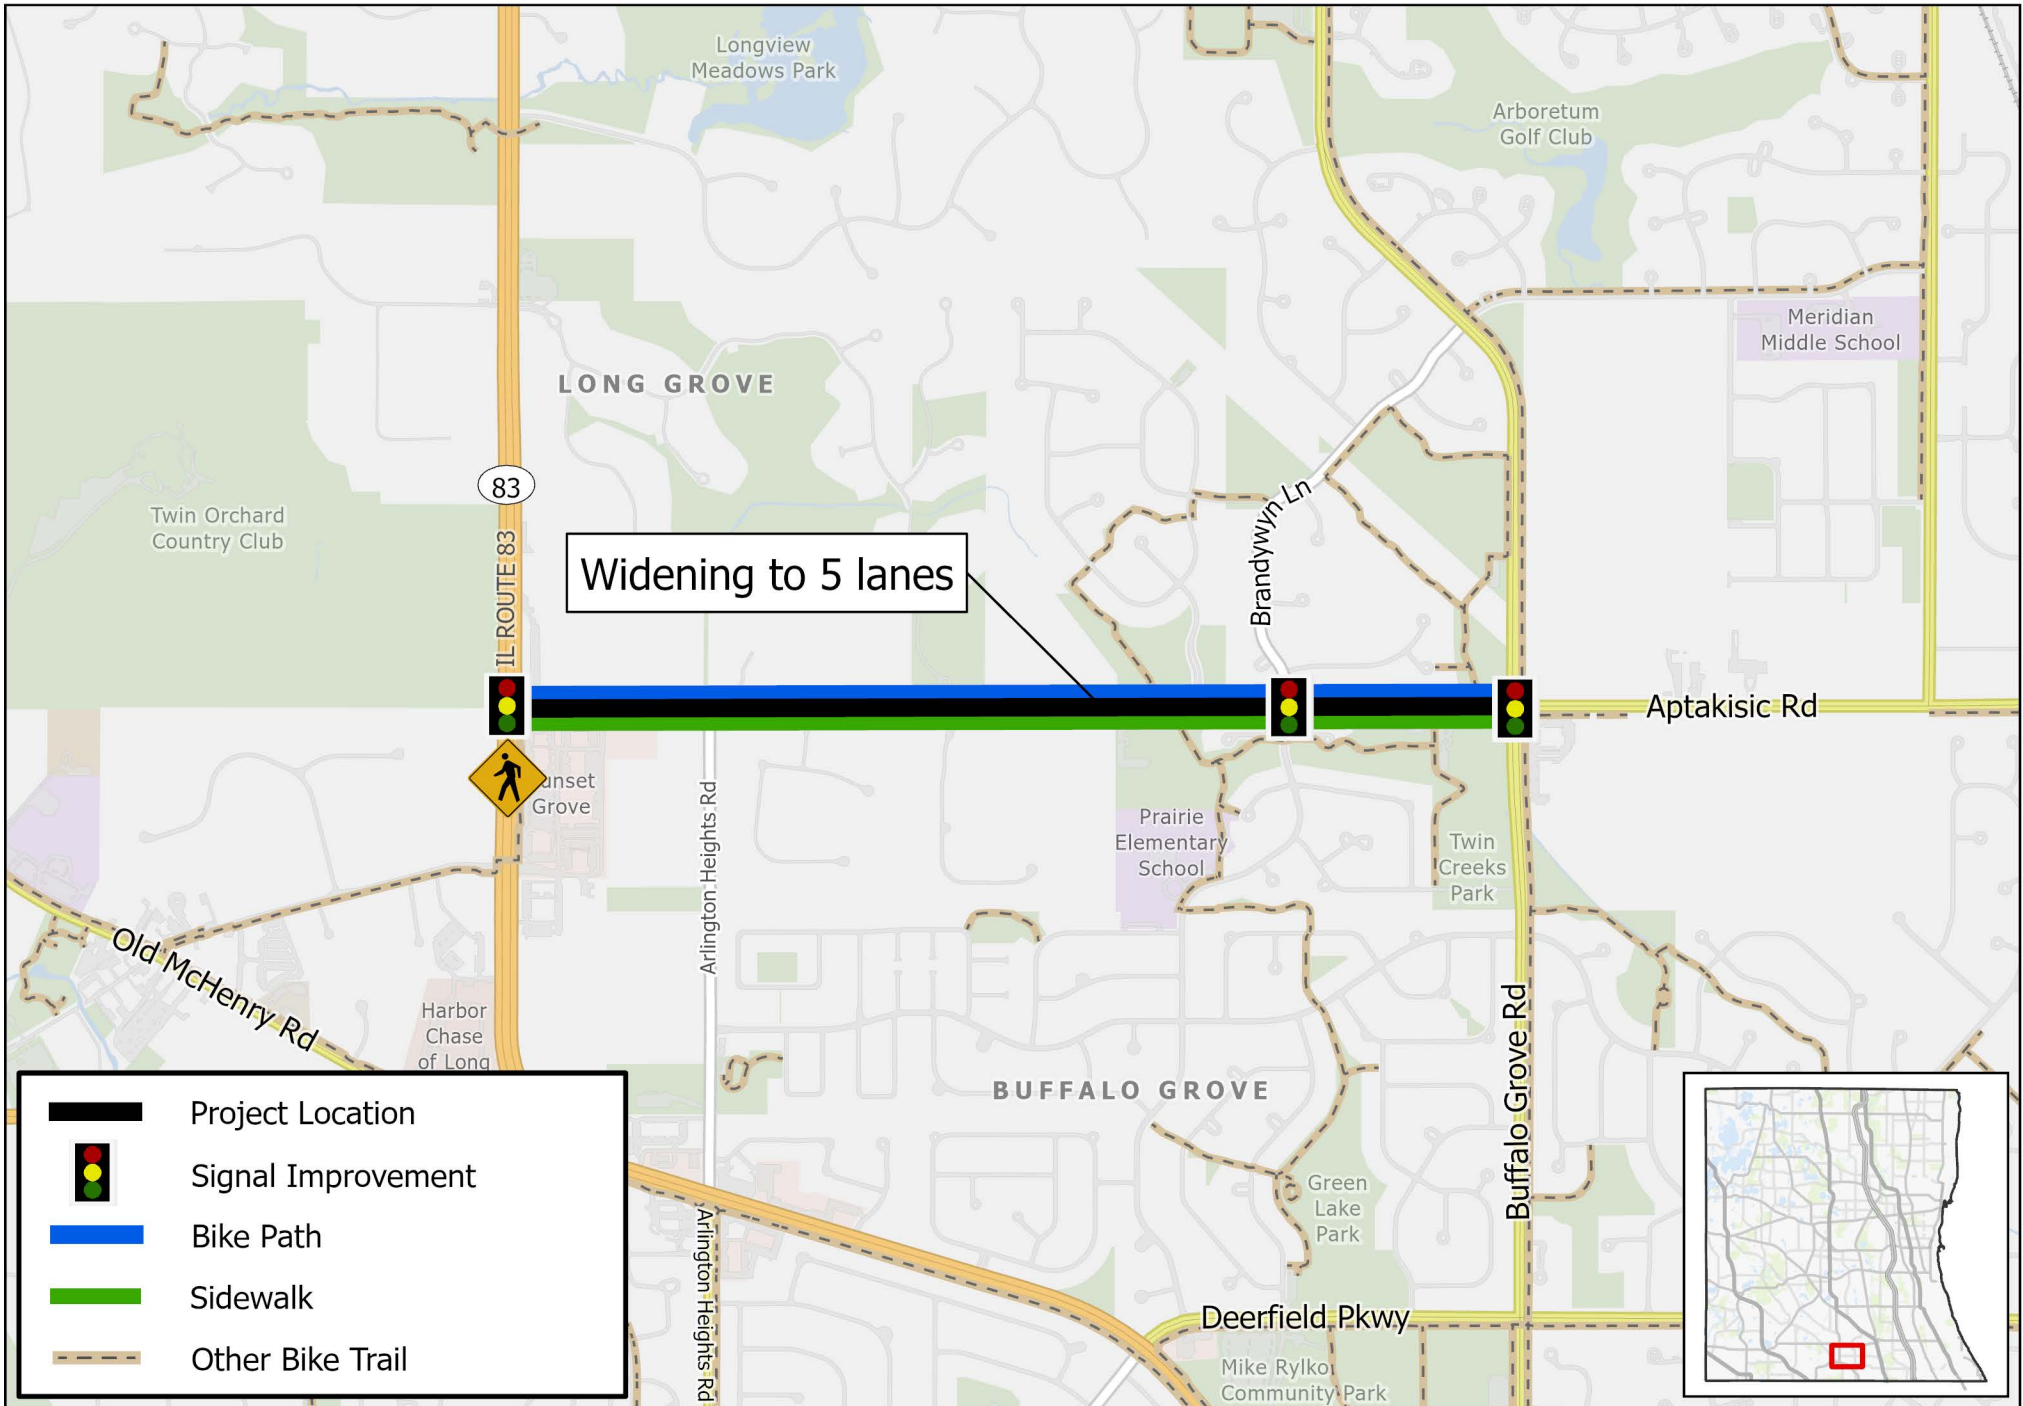 Longview
Meadows Park
Arboretum
Golf Club
Meridian
Middle School
LONG GROVE
83
Twin Orchard
Country Club
IL ROUTE 83
Widening to 5 lanes
Brandywyn Ln
Aptakisic Rd
unset
Grove
Arlington Heights Rd
Prairie
Elementary
School
Twin
Creeks
Park
Old McHenry Rd
Harbor
Chase
of Long
BUFFALO GROVE
Buffalo Grove Rd
Green
Lake
Park
Arlington Heights Rd
Deerfield Pkwy
Mike Rylko
Community Park
Project Location
Signal Improvement
Bike Path
Sidewalk
Other Bike Trail